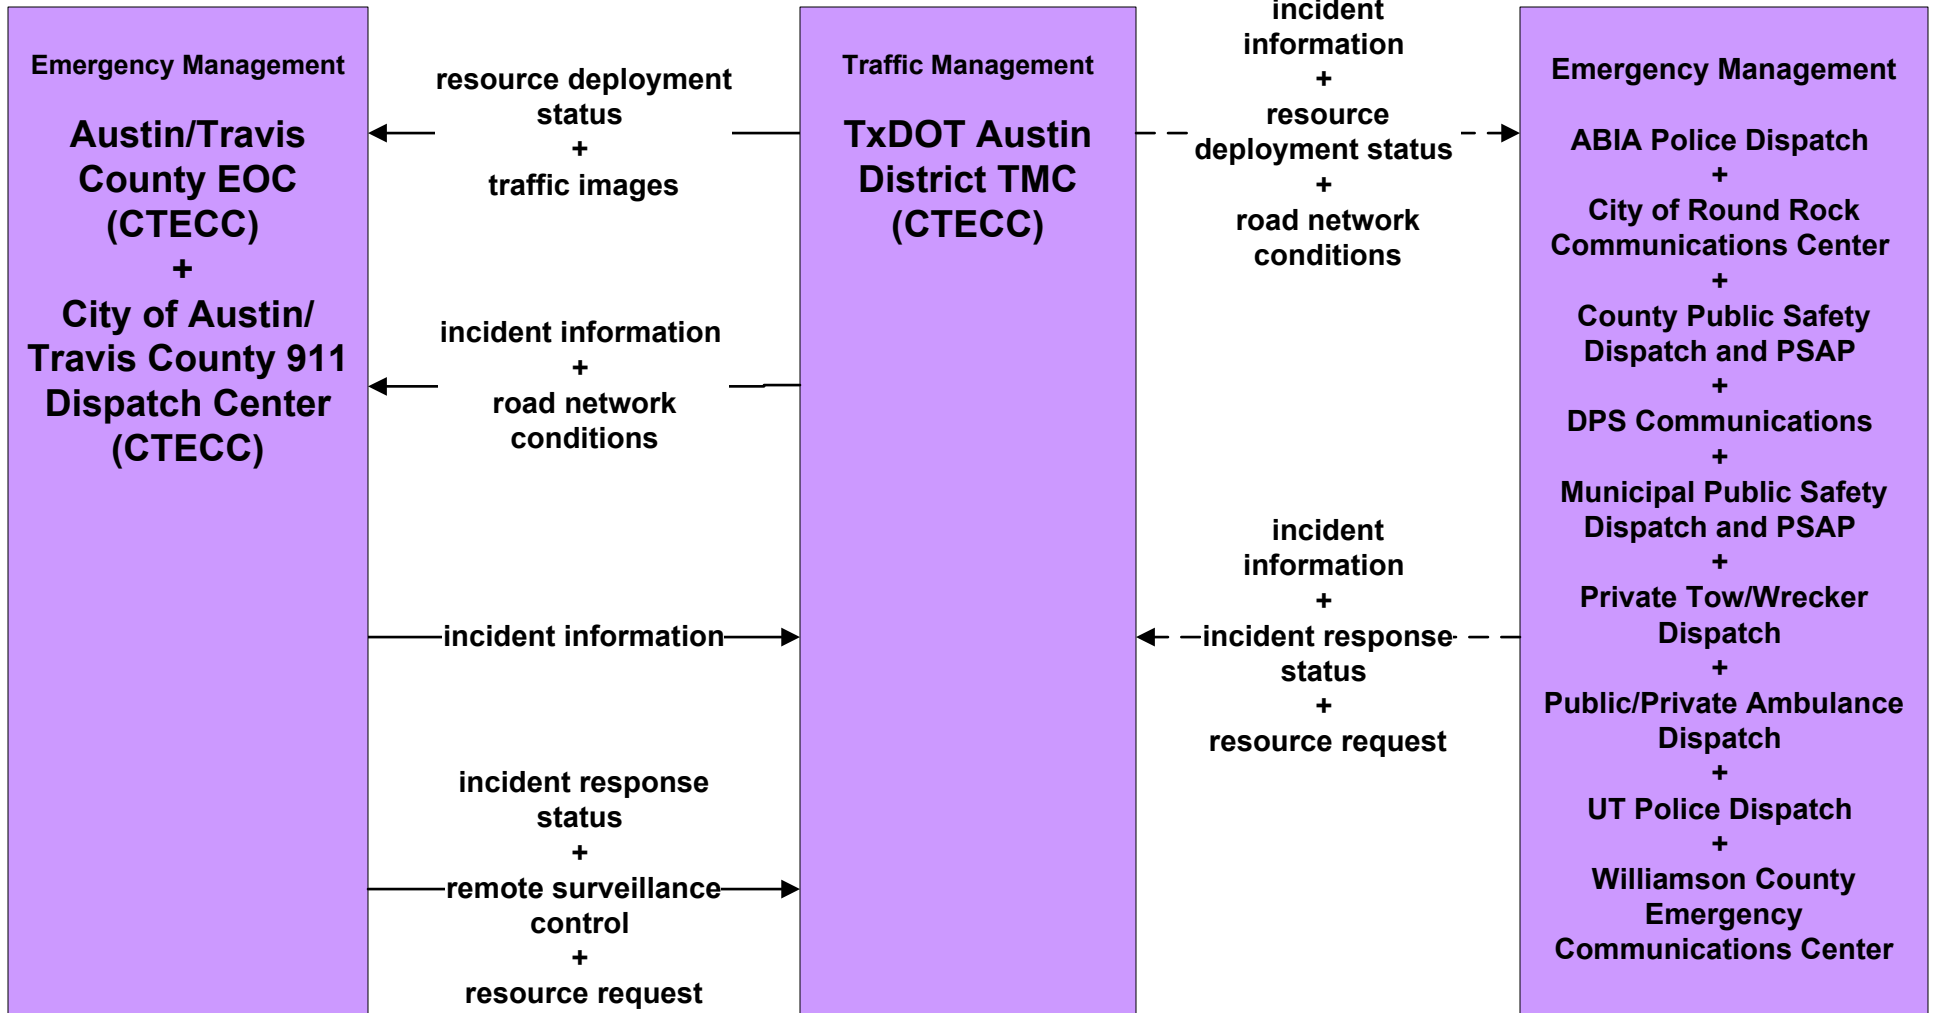 Emergency Management
Austin/Travis
County EOC
(CTECC)
+
City of Austin/
Travis County 911
Dispatch Center
(CTECC)
resource deployment
status
+
traffic images
incident information
+
road network
conditions
incident information
incident response
status
+
remote surveillance
control
+
resource request
Traffic Management
TxDOT Austin
District TMC
(CTECC)
incident
information
+
resource
deployment status
+
road network
conditions
incident
information
+
incident response
status
+
resource request
Emergency Management
ABIA Police Dispatch
+
City of Round Rock
Communications Center
+
County Public Safety
Dispatch and PSAP
+
DPS Communications
+
Municipal Public Safety
Dispatch and PSAP
+
Private Tow/Wrecker
Dispatch
+
Public/Private Ambulance
Dispatch
+
UT Police Dispatch
+
Williamson County
Emergency
Communications Center